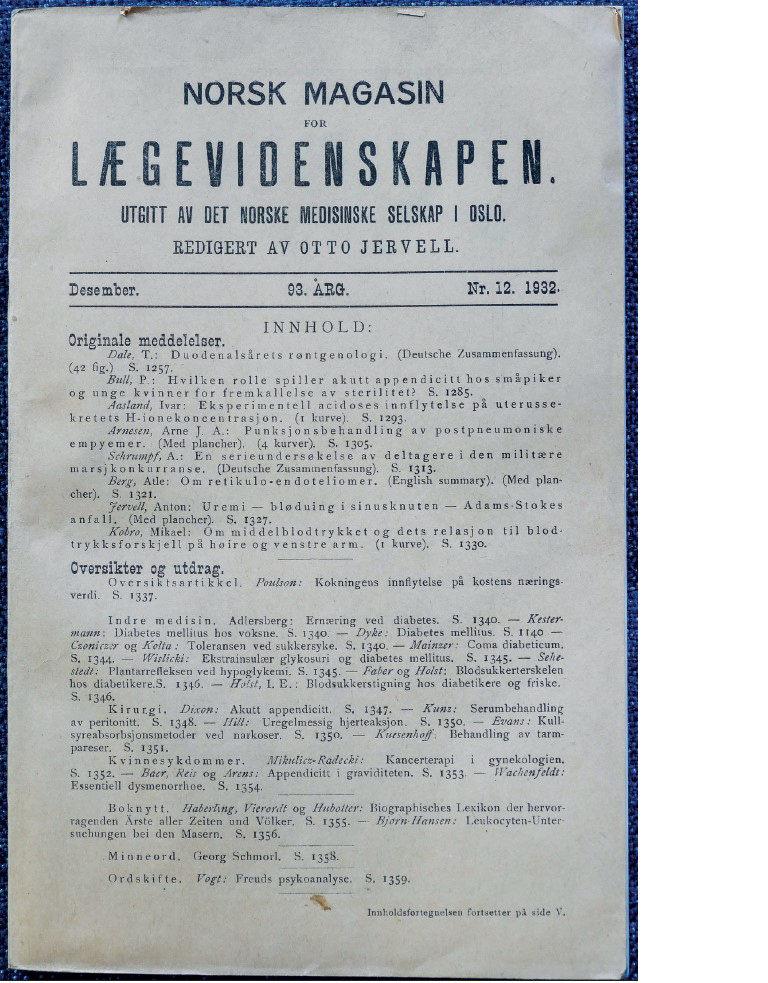 NORSK MAGASIN
FOR
LÆGEVIDENSKAPEN.
UTGITT AV DET NORSKE MEDISINSKE SELSKAP I OSLO.
REDIGERT AV OTTO JERVELL.
Desember. 93. ÅRG. Nr. 12. 1932.
INNHOLD:
Originale meddelelser.
Dale, T.: Duodenalsårets røntgenologi. (Deutsche Zusammenfassung).
(42 fig.) S. 1257.
Bull, P.: Hvilken rolle spiller akutt appendicitt hos småpiker
og unge kvinner for fremkallelse av sterilitet? S. 1285.
Aasland, Ivar: Eksperimentell acidoses innflytelse på uterusse-
kretets H-ionekoncentrasjon. (1 kurve). S. 1293.
Arnesen, Arne J. A.: Punksjonsbehandling av postpneumoniske
empyemer. (Med plancher). (4 kurver). S. 1305.
Schrumpf, A.: En serieundersøkelse av deltagere i den militære
marsjkonkurranse. (Deutsche Zusammenfassung). S. 1313.
Berg, Atle: Om retikulo-endoteliomer. (English summary). (Med plan-
cher). S. 1321.
Jervell, Anton: Uremi — bløduing i sinusknuten — Adams-Stokes
anfall. (Med plancher). S. 1327.
Kobro, Mikael: Om middelblodtrykket og dets relasjon til blod-
trykksforskjell på høire og venstre arm. (1 kurve). S. 1330.
Oversikter og utdrag.
Oversiktsartikkel. Poulson: Kokningens innflytelse på kostens nærings-
verdi. S. 1337.
Indre medisin. Adlersberg: Ernæring ved diabetes. S. 1340. — Kester-
mann: Diabetes mellitus hos voksne. S. 1340. — Dyke: Diabetes mellitus. S. 1140 —
Czoniczer og Kolta: Toleransen ved sukkersyke. S. 1340. — Mainzer: Coma diabeticum.
S. 1344. — Wislicki: Ekstrainsulær glykosuri og diabetes mellitus. S. 1345. — Sehe-
stedt: Plantarrefleksen ved hypoglykemi. S. 1345. — Faber og Holst: Blodsukkerterskelen
hos diabetikere.S. 1346. — Holst, I. E.: Blodsukkerstigning hos diabetikere og friske.
S. 1346.
Kirurgi. Dixon: Akutt appendicitt. S. 1347. — Kunz: Serumbehandling
av peritonitt. S. 1348. — Hill: Uregelmessig hjerteaksjon. S. 1350. — Evans: Kull-
syreabsorbsjonsmetoder ved narkoser. S. 1350. — Kuesenhoff: Behandling av tarm-
pareser. S. 1351.
Kvinnesykdommer. Mikulicz-Radecki: Kancerterapi i gynekologien.
S. 1352. — Baer, Reis og Arens: Appendicitt i graviditeten. S. 1353. — Wachenfeldt:
Essentiell dysmenorrhoe. S. 1354.
Boknytt. Haberling, Vierordt og Hubotter: Biographisches Lexikon der hervor-
ragenden Ärste aller Zeiten und Völker. S. 1355. — Bjørn-Hansen: Leukocyten-Unter-
suchungen bei den Masern. S. 1356.
Minneord. Georg Schmorl. S. 1358.
Ordskifte. Vogt: Freuds psykoanalyse. S. 1359.
Innholdsfortegnelsen fortsetter på side V.